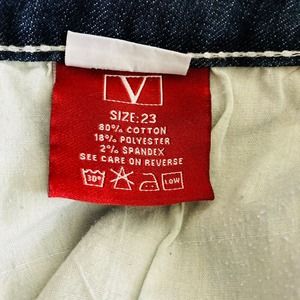 V
SIZE:23
80% COTTON
18% POLYESTER
2% SPANDEX
SEE CARE ON REVERSE
30° LOW